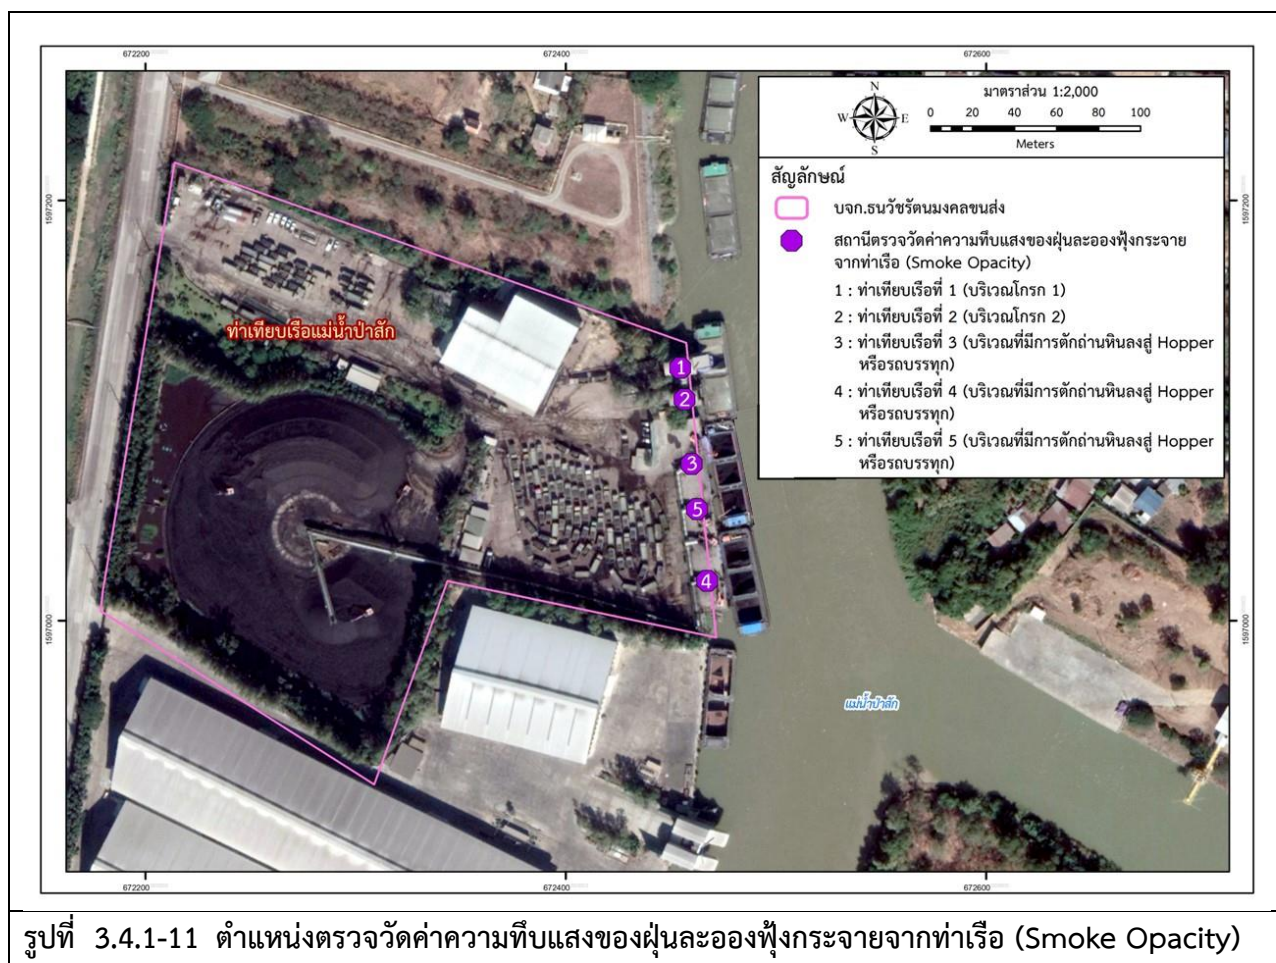 672200
672400
672600
N
W E
S
มาตราส่วน 1:2,000
0 20 40 60 80 100
Meters
สัญลักษณ์
บจก.ธนวัชรัตนมงคลขนส่ง
สถานีตรวจวัดค่าความทึบแสงของฝุ่นละอองฟุ้งกระจาย
จากท่าเรือ (Smoke Opacity)
1 : ท่าเทียบเรือที่ 1 (บริเวณโกรก 1)
2 : ท่าเทียบเรือที่ 2 (บริเวณโกรก 2)
3 : ท่าเทียบเรือที่ 3 (บริเวณที่มีการตักถ่านหินลงสู่ Hopper
หรือรถบรรทุก)
4 : ท่าเทียบเรือที่ 4 (บริเวณที่มีการตักถ่านหินลงสู่ Hopper
หรือรถบรรทุก)
5 : ท่าเทียบเรือที่ 5 (บริเวณที่มีการตักถ่านหินลงสู่ Hopper
หรือรถบรรทุก)
1597200
1597200
ท่าเทียบเรือแม่น้ำป่าสัก
1
2
3
5
4
1597000
1597000
แม่น้ำป่าสัก
672200
672400
672600
รูปที่ 3.4.1-11 ตำแหน่งตรวจวัดค่าความทึบแสงของฝุ่นละอองฟุ้งกระจายจากท่าเรือ (Smoke Opacity)